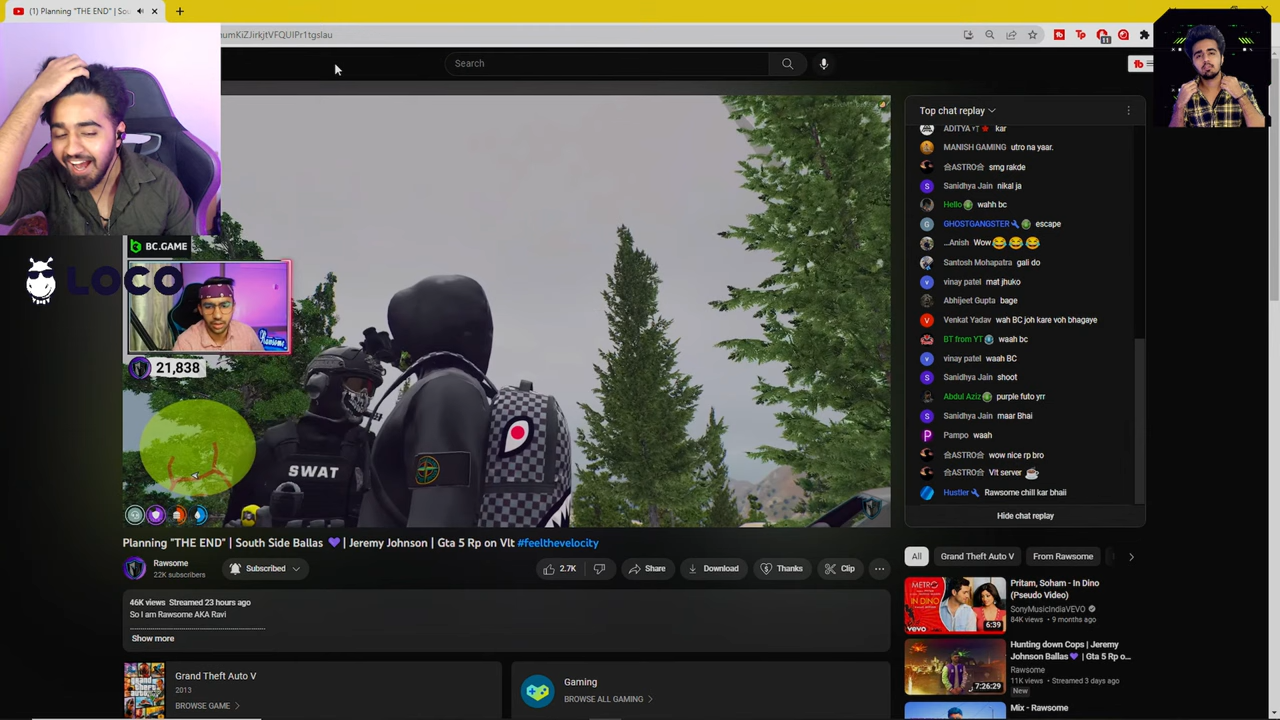 (1) Planning "THE END" | Sou
umKiZJirkjtVFQUIPr1tgslau
11
Search
Top chat replay
ADITYA kar
MANISH GAMING utro na yaar.
ASTRO smg rakde
Sanidhya Jain nikal ja
Hello wahh bc
GHOSTGANGSTER escape
...Anish Wow😂😂😂
Santosh Mohapatra gali do
vinay patel mat jhuko
Abhijeet Gupta bage
Venkat Yadav wah BC joh kare voh bhagaye
BT from YT waah bc
vinay patel waah BC
Sanidhya Jain shoot
Abdul Aziz purple futo yrr
Sanidhya Jain maar Bhai
Pampo waah
ASTRO wow nice rp bro
ASTRO V!t server ☕
Hustler Rawsome chill kar bhaii
Hide chat replay
BC.GAME
LOCO
21,838
SWAT
Planning "THE END" | South Side Ballas 💜 | Jeremy Johnson | Gta 5 Rp on Vlt #feelthevelocity
Rawsome
22K subscribers
Subscribed
2.7K
Share
Download
Thanks
Clip
46K views Streamed 23 hours ago
So I am Rawsome AKA Ravi
Show more
Grand Theft Auto V
2013
BROWSE GAME
Gaming
BROWSE ALL GAMING
All
Grand Theft Auto V
From Rawsome
METRO
IN DINO
vevo
6:39
Pritam, Soham - In Dino
(Pseudo Video)
SonyMusicIndiaVEVO
84K views • 9 months ago
7:26:29
Hunting down Cops | Jeremy
Johnson Ballas💜 | Gta 5 Rp o...
Rawsome
11K views • Streamed 3 days ago
New
Mix - Rawsome